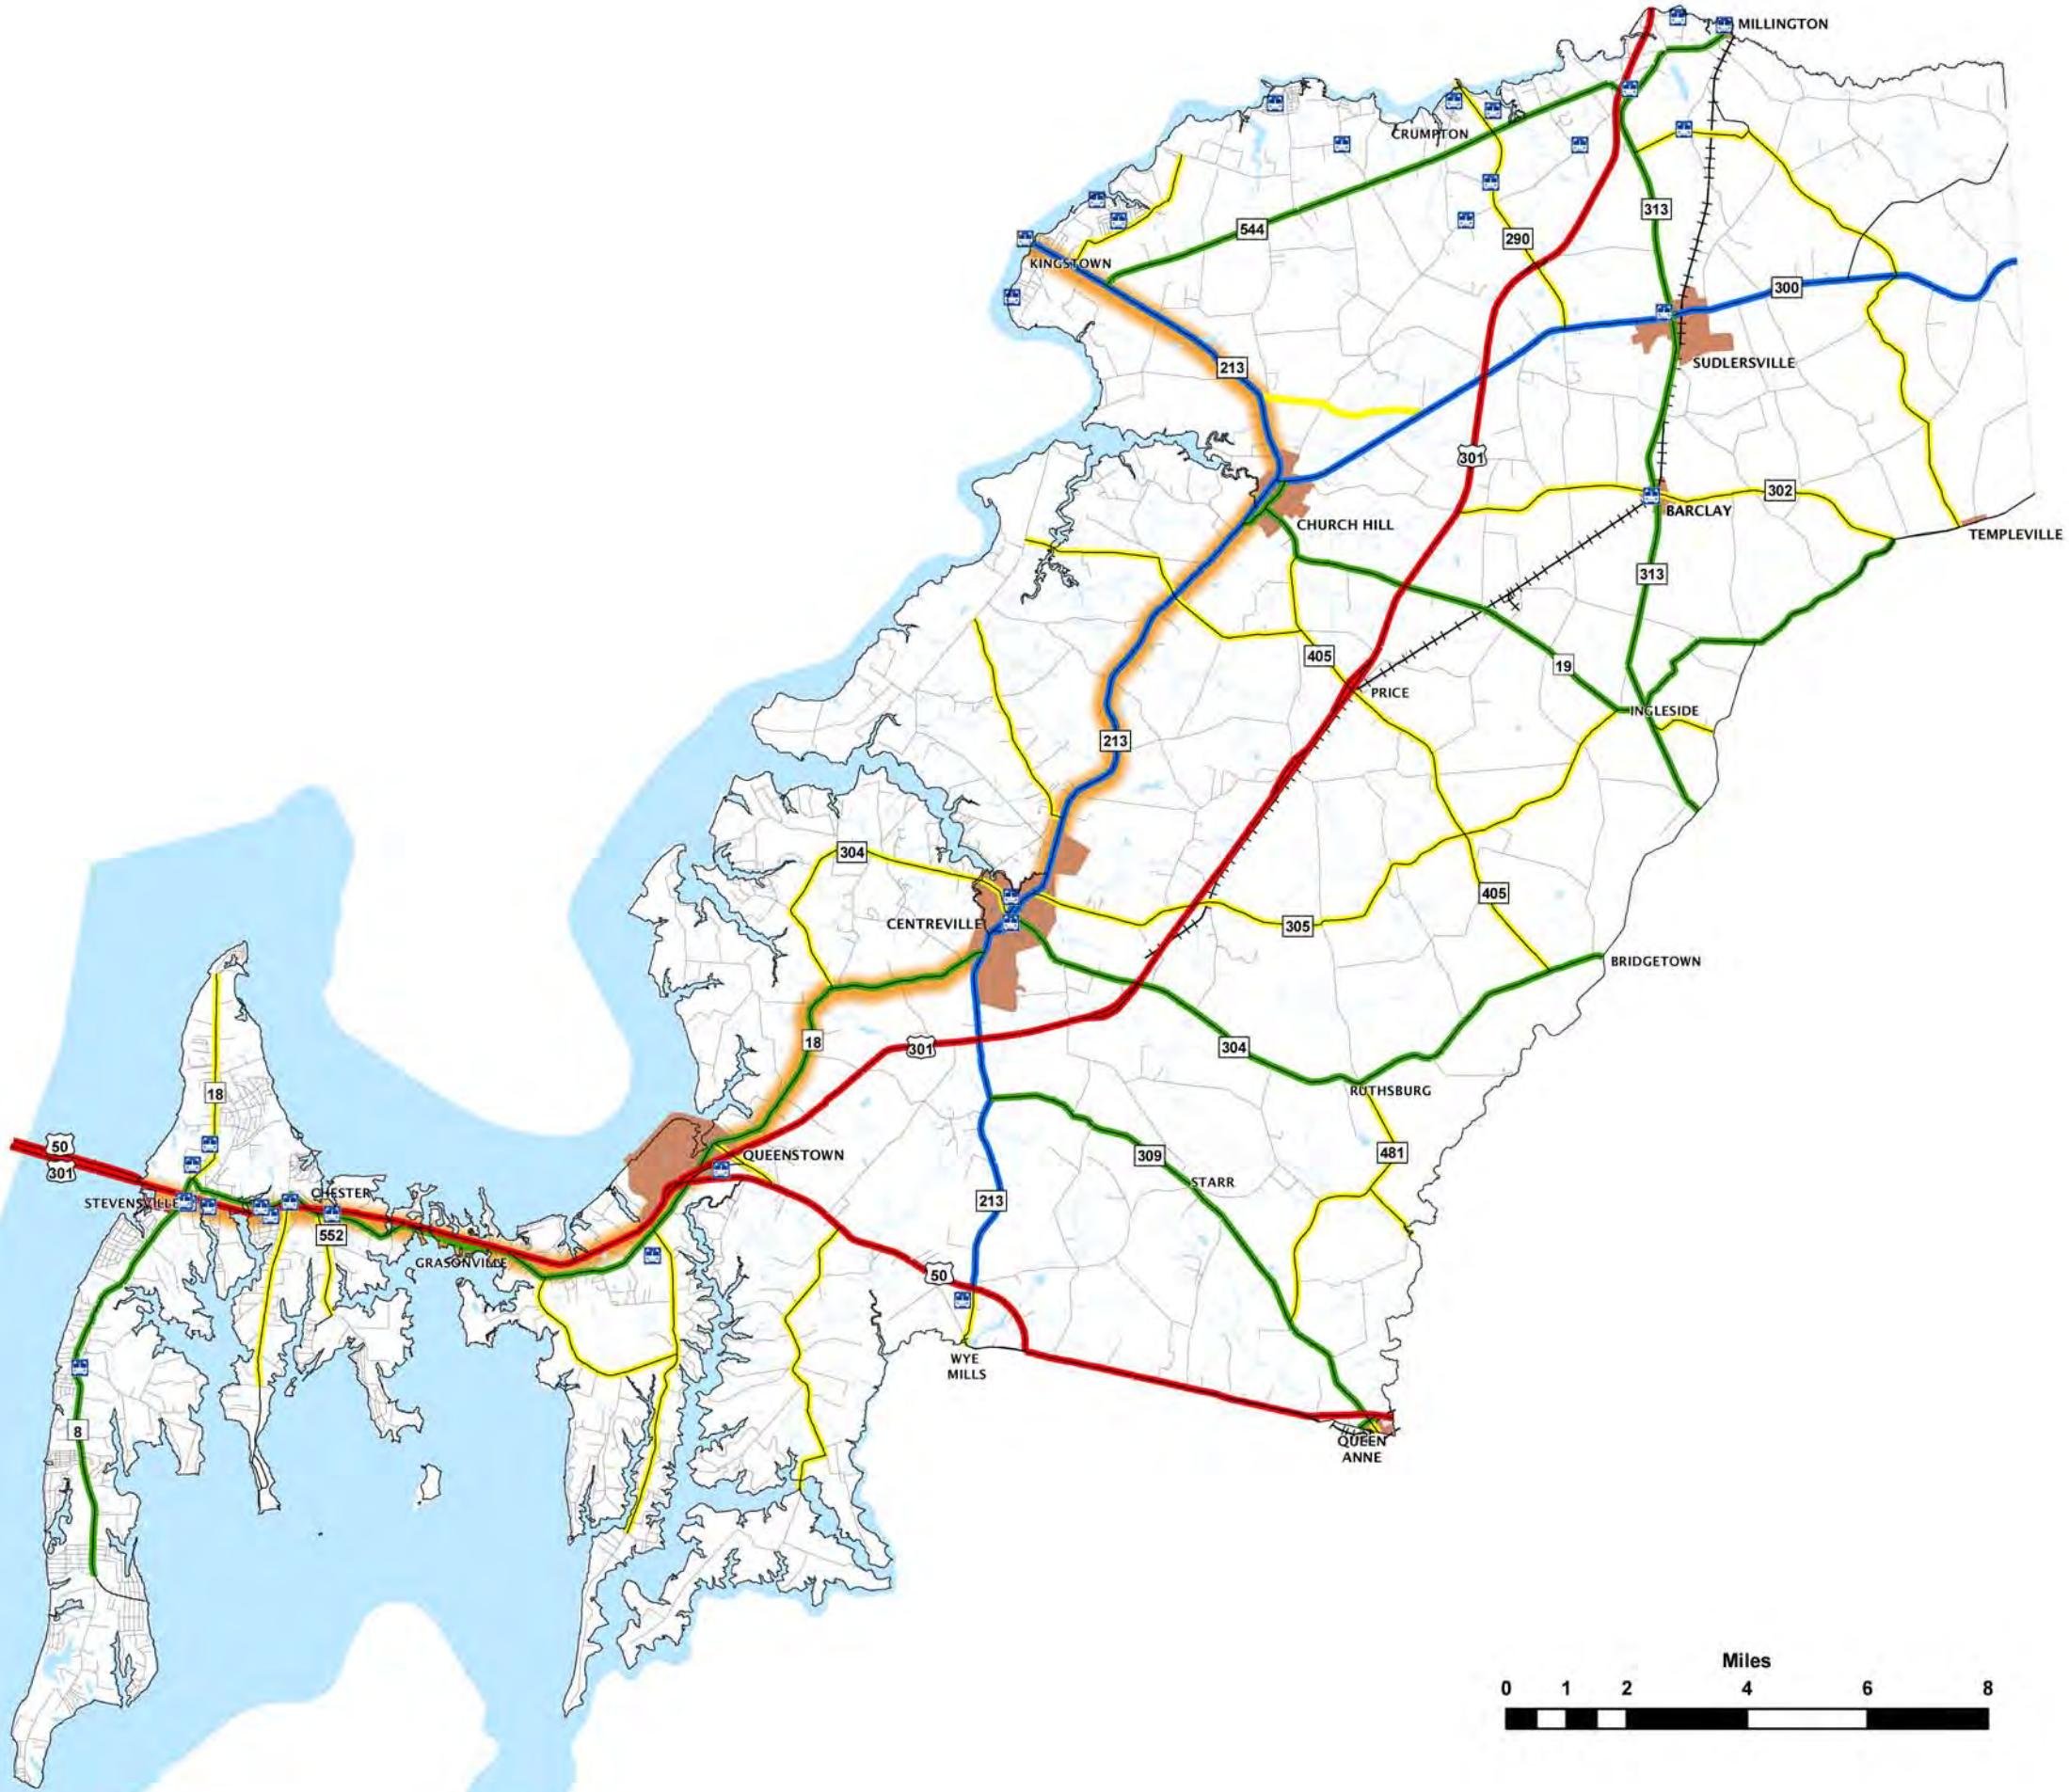 MILLINGTON
CRUMPTON
313
544
290
KINGSTOWN
300
213
SUDLERSVILLE
301
302
BARCLAY
CHURCH HILL
TEMPLEVILLE
313
405
19
PRICE
INGLESIDE
213
304
405
CENTREVILLE
305
BRIDGETOWN
18
301
304
RUTHSBURG
18
50
301
QUEENSTOWN
309
481
STARR
CHESTER
STEVENSVILLE
213
552
GRASONVILLE
50
WYE
MILLS
8
QUEEN
ANNE
Miles
0 1 2 4 6 8